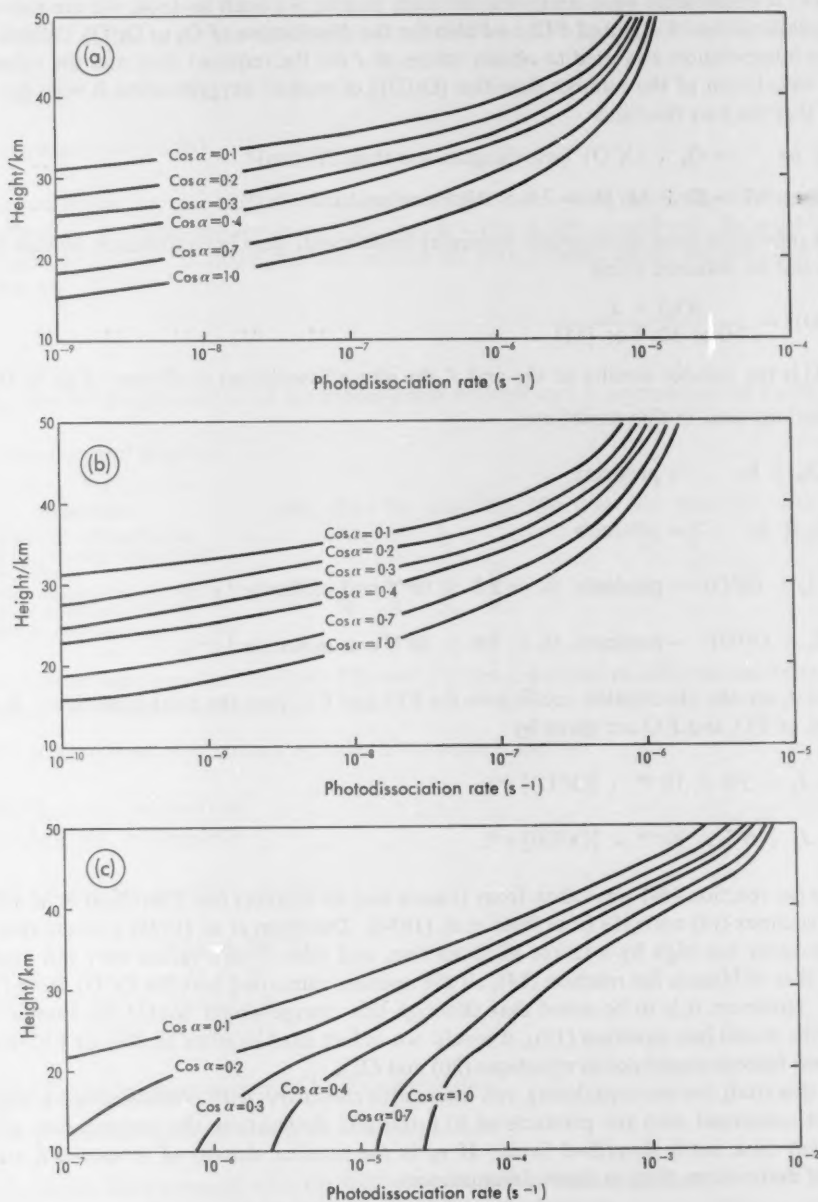 (a)
Height/km
50
40
30
20
10
Cos α=0·1
Cos α=0·2
Cos α=0·3
Cos α=0·4
Cos α=0·7
Cos α=1·0
10⁻⁹ 10⁻⁸ 10⁻⁷ 10⁻⁶ 10⁻⁵ 10⁻⁴
Photodissociation rate (s⁻¹)
(b)
Height/km
50
40
30
20
10
Cos α=0·1
Cos α=0·2
Cos α=0·3
Cos α=0·4
Cos α=0·7
Cos α=1·0
10⁻¹⁰ 10⁻⁹ 10⁻⁸ 10⁻⁷ 10⁻⁶ 10⁻⁵
Photodissociation rate (s⁻¹)
(c)
Height/km
50
40
30
20
10
Cos α=0·1
Cos α=0·2
Cos α=0·3
Cos α=0·4
Cos α=0·7
Cos α=1·0
10⁻⁷ 10⁻⁶ 10⁻⁵ 10⁻⁴ 10⁻³ 10⁻²
Photodissociation rate (s⁻¹)